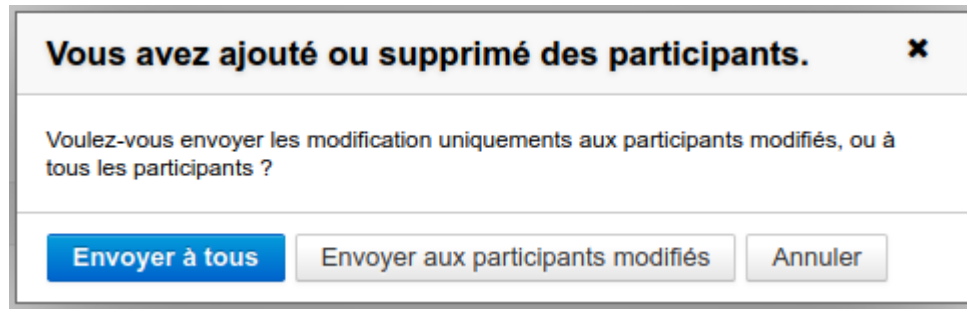 Vous avez ajouté ou supprimé des participants.
Voulez-vous envoyer les modification uniquements aux participants modifiés, ou à
tous les participants ?
Envoyer à tous Envoyer aux participants modifiés Annuler